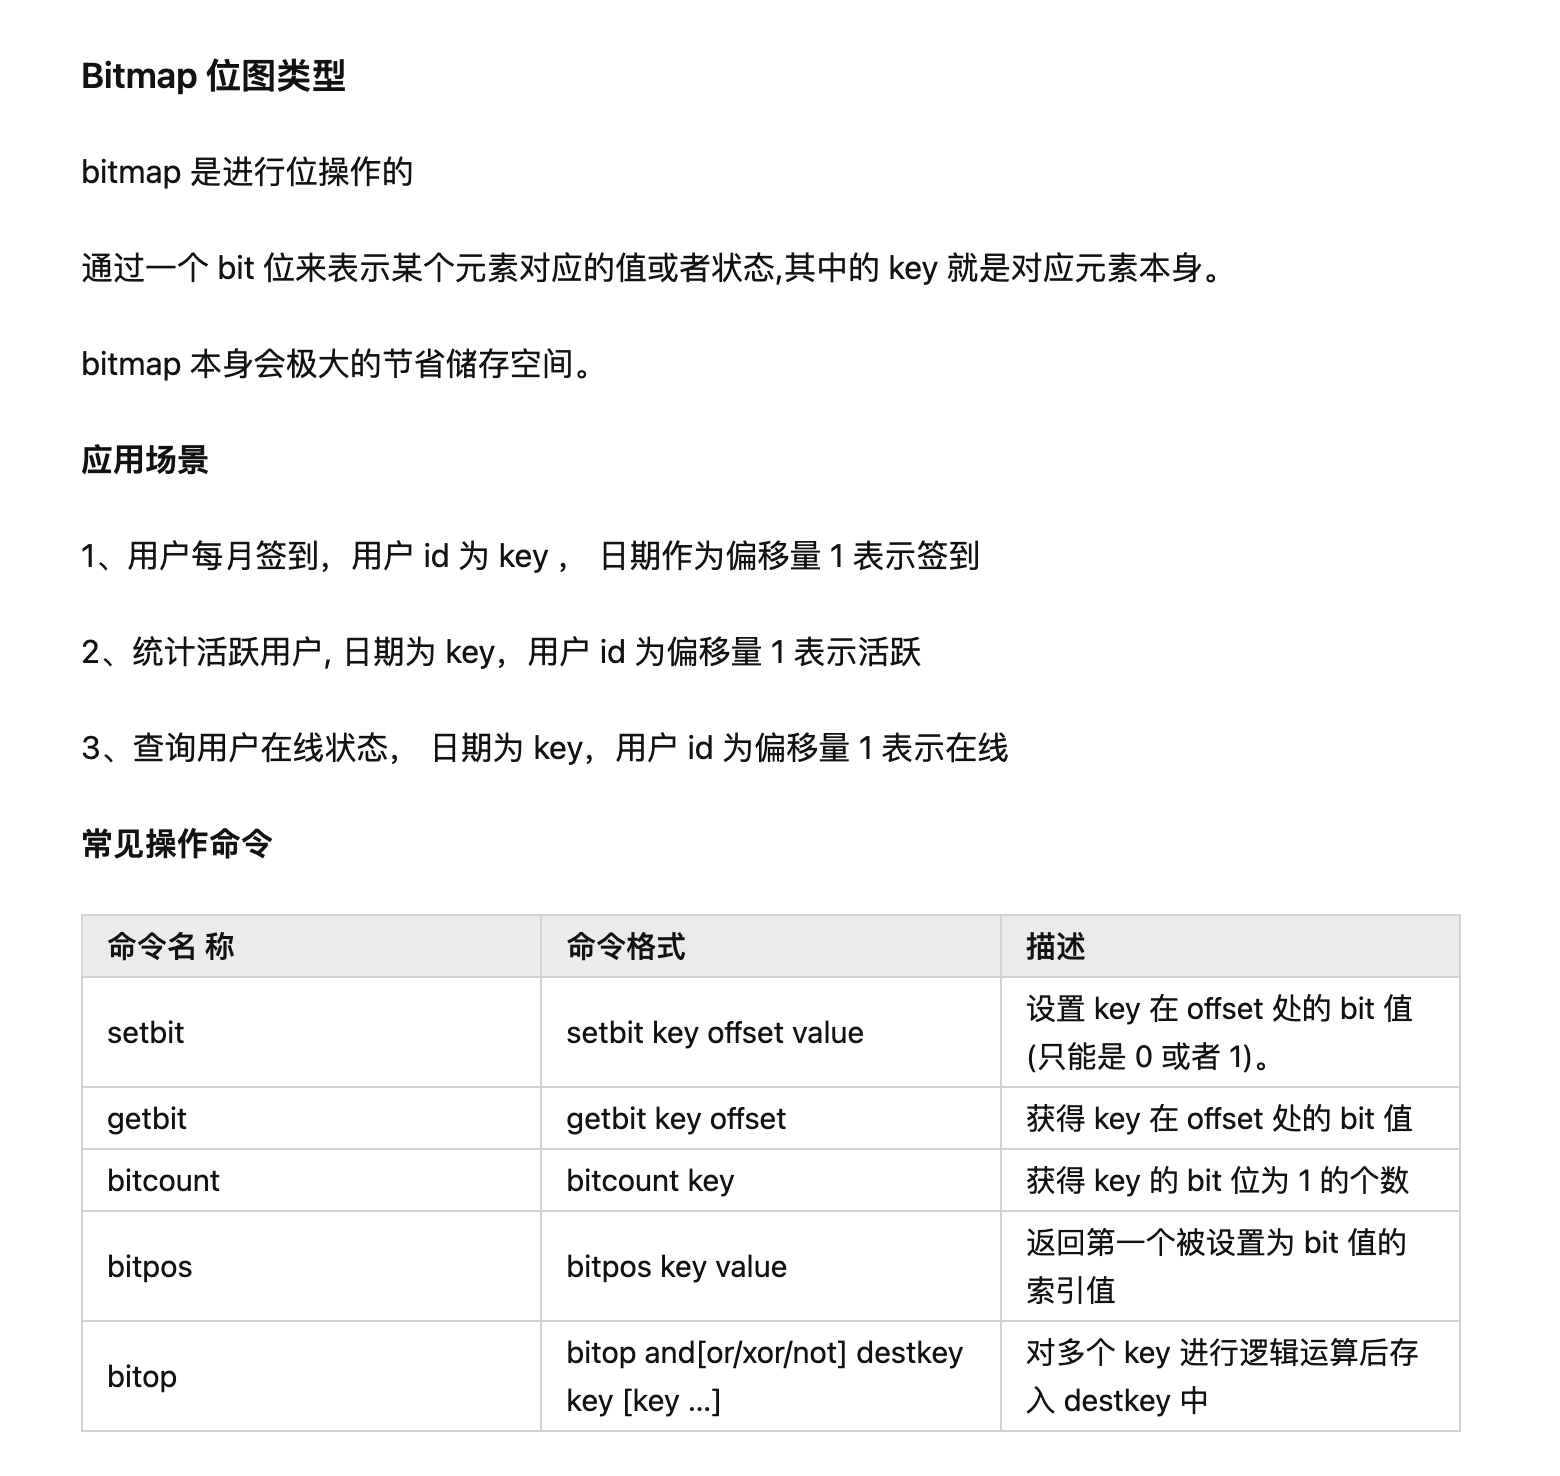 Bitmap 位图类型
bitmap 是进行位操作的
通过一个 bit 位来表示某个元素对应的值或者状态,其中的 key 就是对应元素本身。
bitmap 本身会极大的节省储存空间。
应用场景
1、用户每月签到，用户 id 为 key ， 日期作为偏移量 1 表示签到
2、统计活跃用户, 日期为 key，用户 id 为偏移量 1 表示活跃
3、查询用户在线状态， 日期为 key，用户 id 为偏移量 1 表示在线
常见操作命令
命令名 称 命令格式 描述
setbit setbit key offset value 设置 key 在 offset 处的 bit 值
(只能是 0 或者 1)。
getbit getbit key offset 获得 key 在 offset 处的 bit 值
bitcount bitcount key 获得 key 的 bit 位为 1 的个数
bitpos bitpos key value 返回第一个被设置为 bit 值的
索引值
bitop bitop and[or/xor/not] destkey
key [key …] 对多个 key 进行逻辑运算后存
入 destkey 中